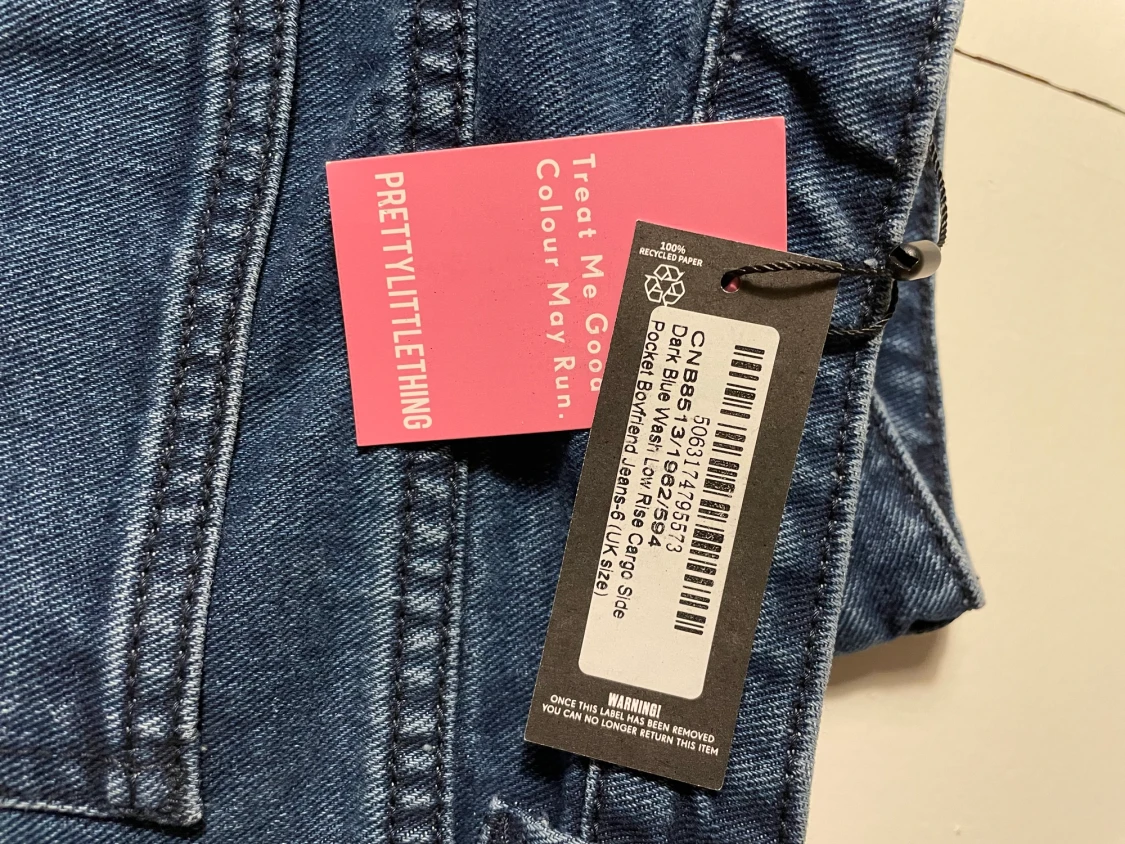 Treat Me Good
Colour May Run.
PRETTYLITTLETHING
100%
RECYCLED PAPER
5063174795573
CNB8513/1982/594
Dark Blue Wash Low Rise Cargo Side
Pocket Boyfriend Jeans-6 (UK size)
WARNING!
ONCE THIS LABEL HAS BEEN REMOVED
YOU CAN NO LONGER RETURN THIS ITEM